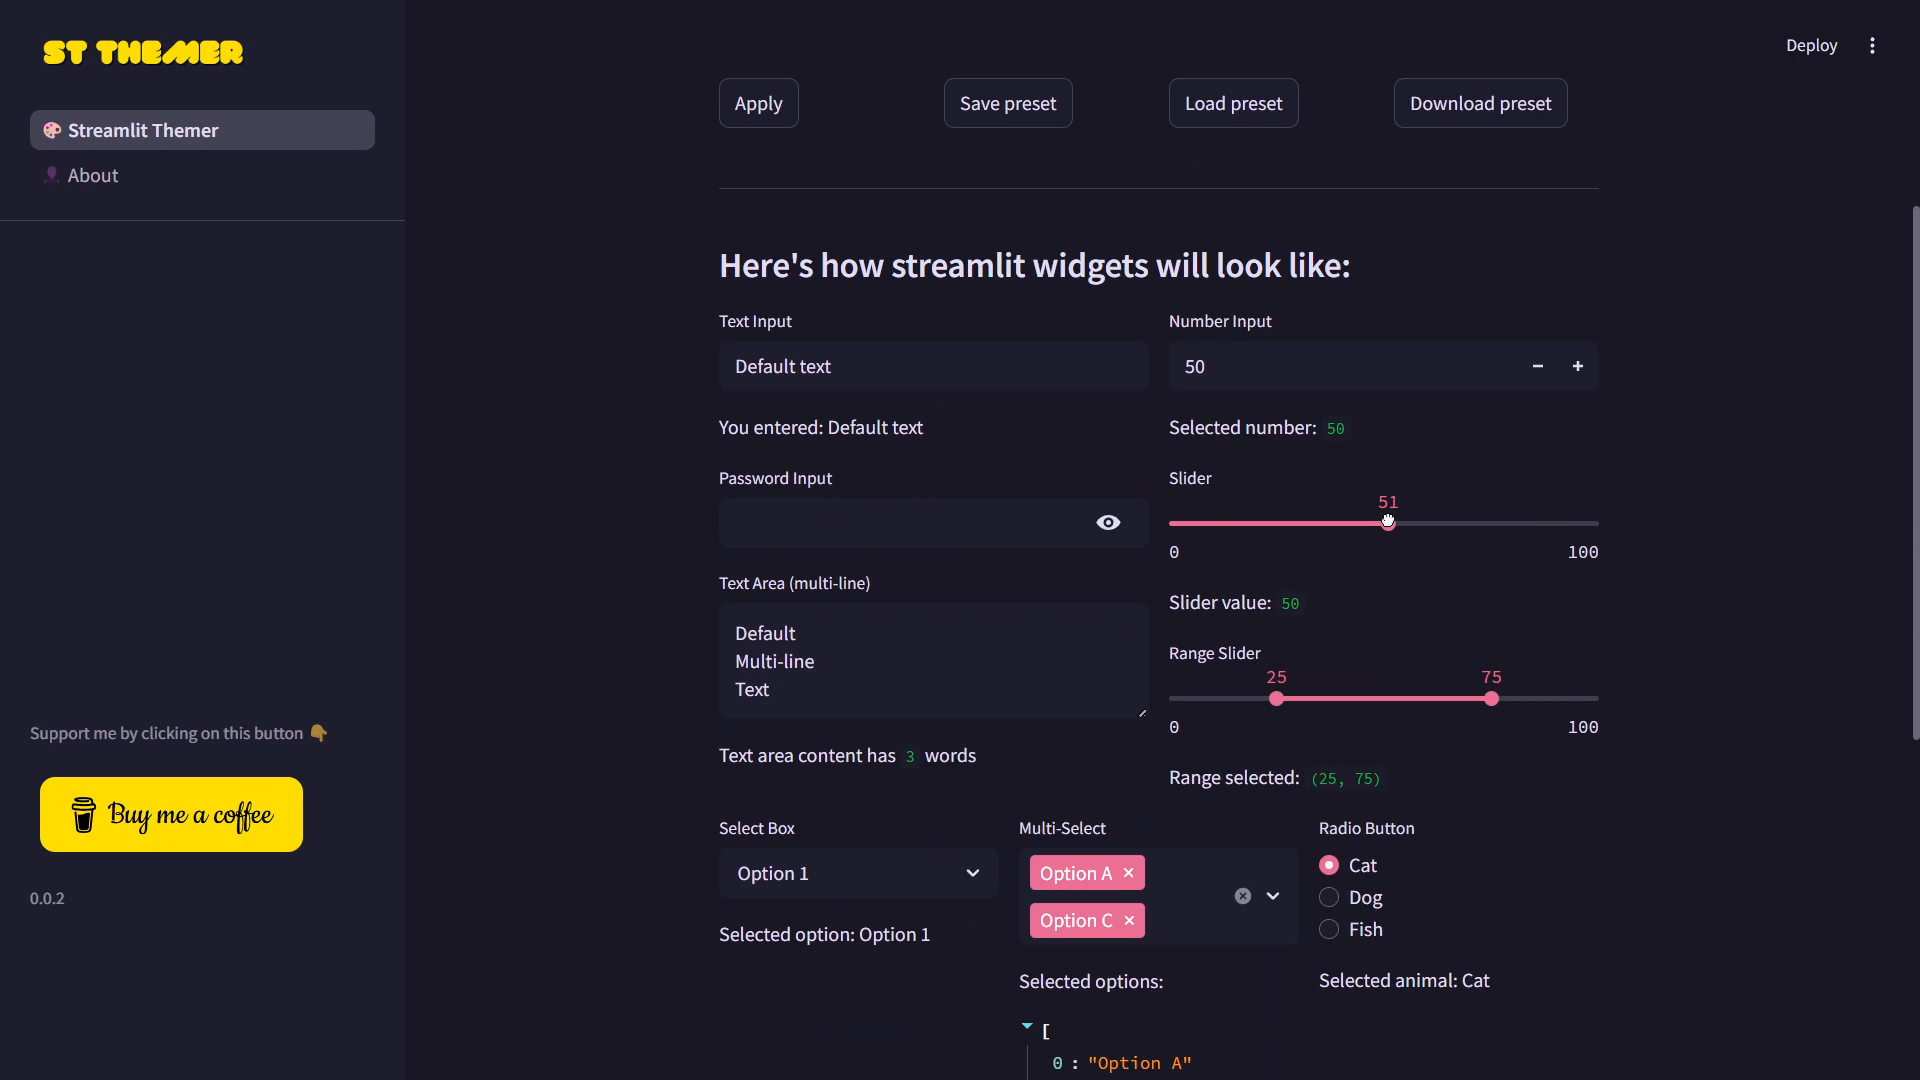 ST THEMER
Streamlit Themer
About
Support me by clicking on this button
Buy me a coffee
0.0.2
Deploy
Apply
Save preset
Load preset
Download preset
Here's how streamlit widgets will look like:
Text Input
Default text
You entered: Default text
Number Input
50
Selected number: 50
Password Input
Slider
51
0
100
Slider value: 50
Text Area (multi-line)
Default
Multi-line
Text
Text area content has 3 words
Range Slider
25
75
0
100
Range selected: (25, 75)
Select Box
Option 1
Selected option: Option 1
Multi-Select
Option A
Option C
Selected options:
[
0 : "Option A"
Radio Button
Cat
Dog
Fish
Selected animal: Cat